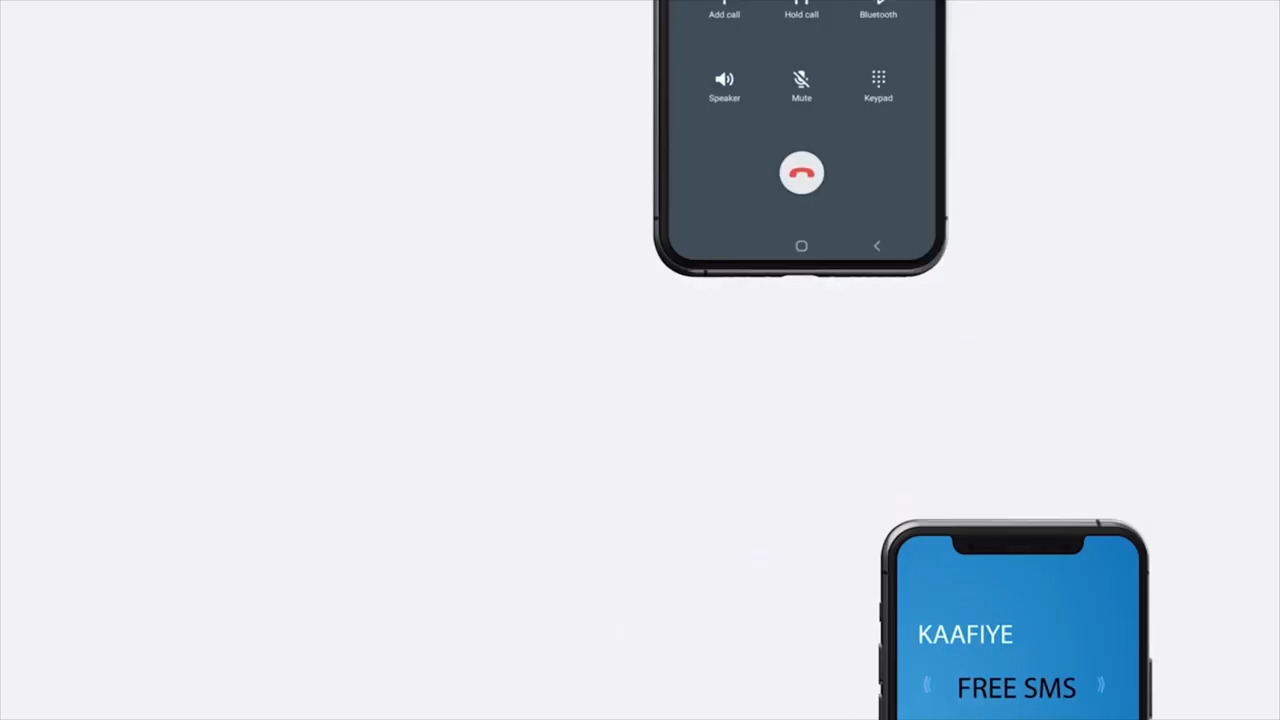 Add call Hold call Bluetooth
Speaker Mute Keypad
KAAFIYE
FREE SMS